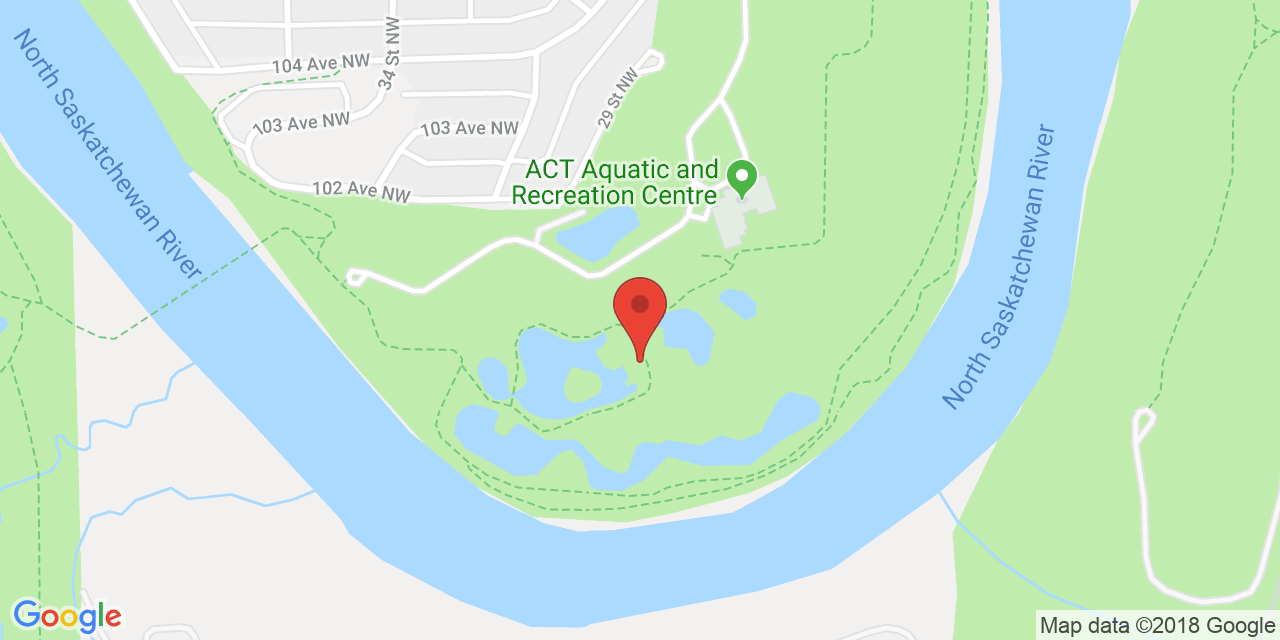 North Saskatchewan River
104 Ave NW
34 St NW
103 Ave NW
103 Ave NW
29 St NW
102 Ave NW
ACT Aquatic and
Recreation Centre
North Saskatchewan River
Google
Map data ©2018 Google